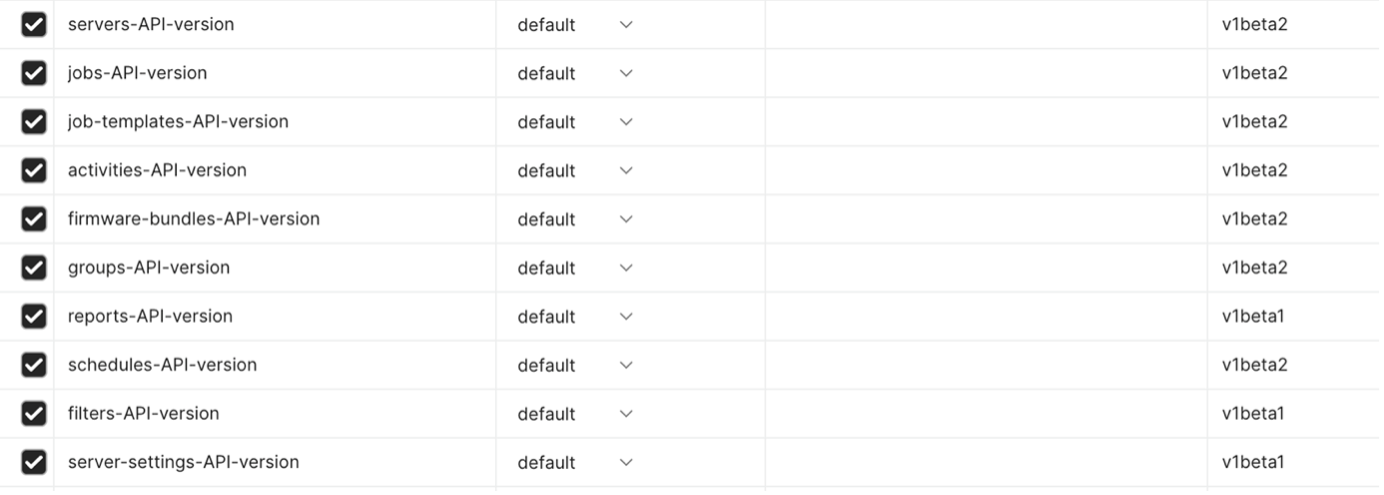 servers-API-version default v1beta2
jobs-API-version default v1beta2
job-templates-API-version default v1beta2
activities-API-version default v1beta2
firmware-bundles-API-version default v1beta2
groups-API-version default v1beta2
reports-API-version default v1beta1
schedules-API-version default v1beta2
filters-API-version default v1beta1
server-settings-API-version default v1beta1